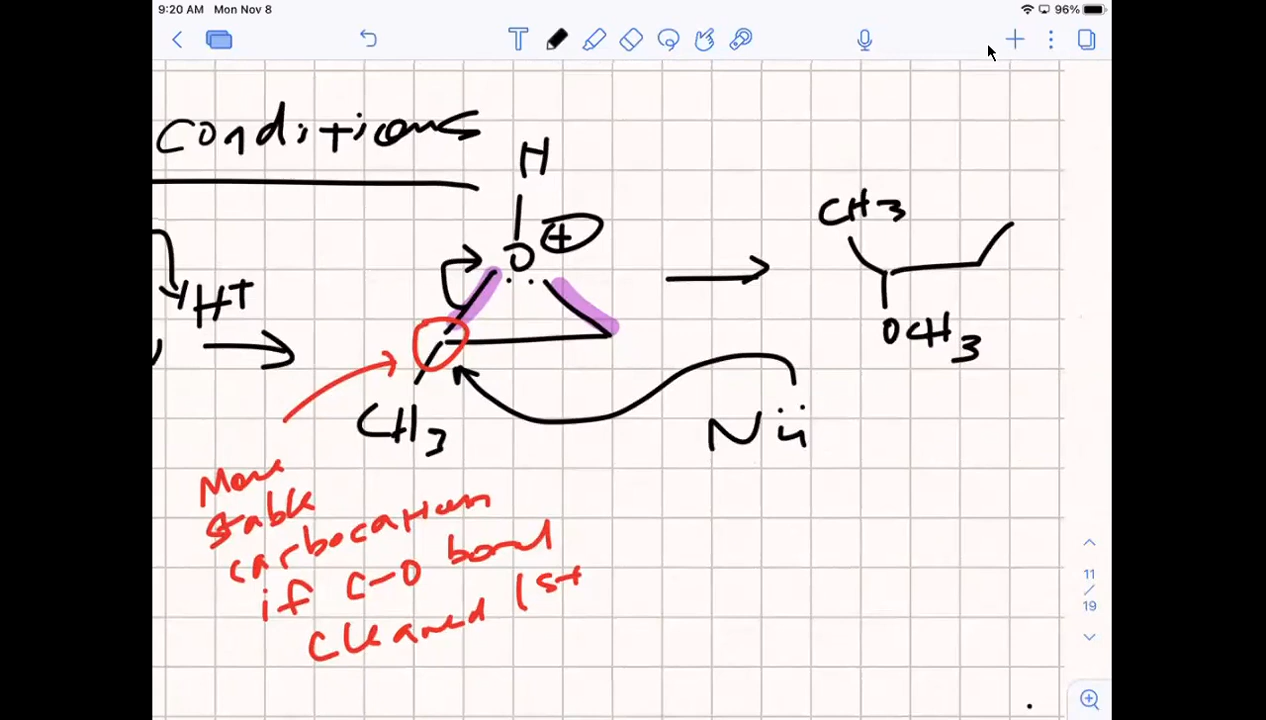 9:20 AM Mon Nov 8
96%
T
Conditions
H
CH3
O +
H+
OCH3
CH3
Nu
More
stable
carbocation
if C-O bond
cleaved 1st
11
/
19